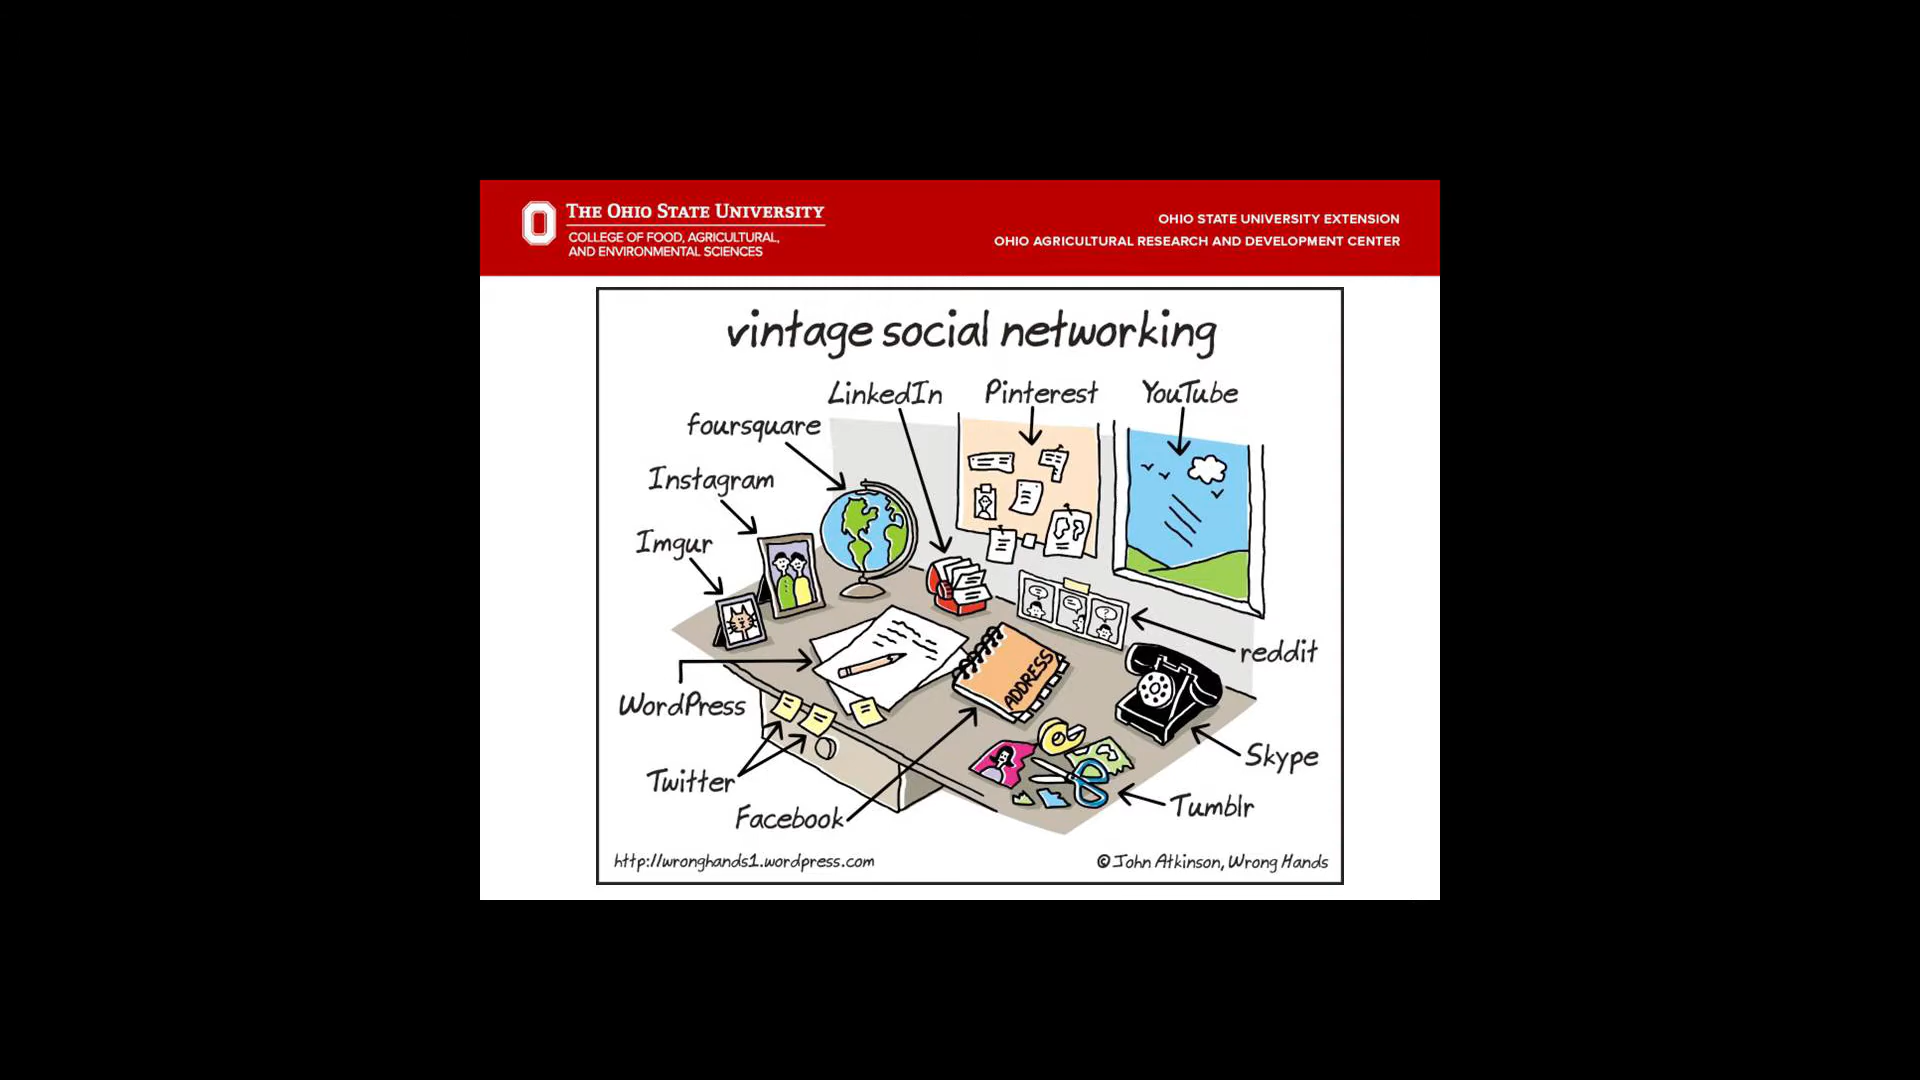 THE OHIO STATE UNIVERSITY
COLLEGE OF FOOD, AGRICULTURAL,
AND ENVIRONMENTAL SCIENCES
OHIO STATE UNIVERSITY EXTENSION
OHIO AGRICULTURAL RESEARCH AND DEVELOPMENT CENTER
vintage social networking
LinkedIn
Pinterest
YouTube
foursquare
Instagram
Imgur
reddit
ADDRESS
WordPress
Skype
Twitter
Tumblr
Facebook
http://wronghands1.wordpress.com
© John Atkinson, Wrong Hands